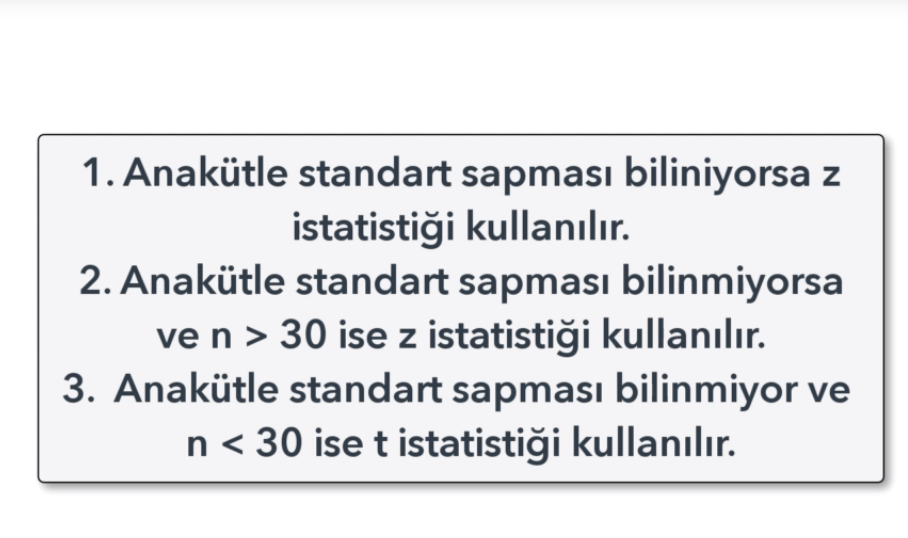 1. Anakütle standart sapması biliniyorsa z
istatistiği kullanılır.
2. Anakütle standart sapması bilinmiyorsa
ve n > 30 ise z istatistiği kullanılır.
3. Anakütle standart sapması bilinmiyor ve
n < 30 ise t istatistiği kullanılır.